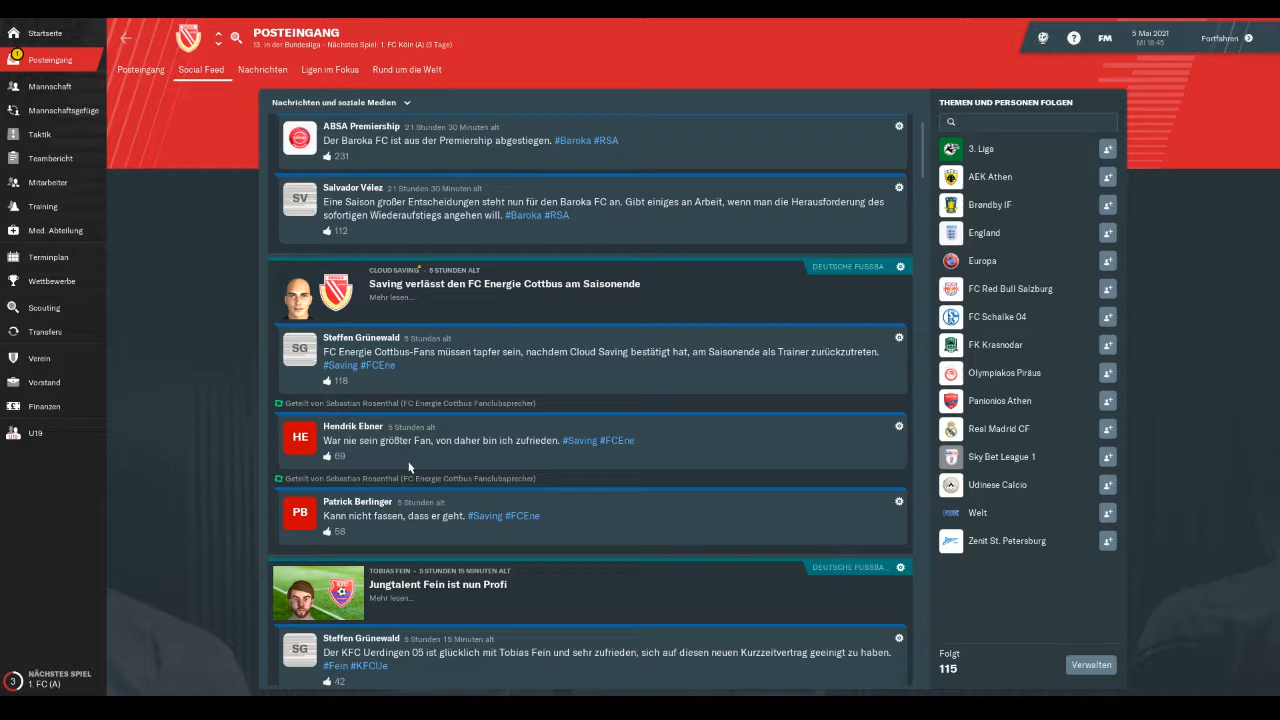 Startseite
Posteingang
1
Mannschaft
Mannschaftsgefüge
Taktik
Teambericht
Mitarbeiter
Training
Med. Abteilung
Terminplan
Wettbewerbe
Scouting
Transfers
Verein
Vorstand
Finanzen
U19
U19
3 NÄCHSTES SPIEL
1. FC (A)
POSTEINGANG
13. in der Bundesliga - Nächstes Spiel: 1. FC Köln (A) (3 Tage)
Posteingang Social Feed Nachrichten Ligen im Fokus Rund um die Welt
? FM 5 Mai 2021
Mi 18:45
Fortfahren
Nachrichten und soziale Medien
ABSA Premiership 21 Stunden 30 Minuten alt
Der Baroka FC ist aus der Premiership abgestiegen. #Baroka #RSA
231
SV
Salvador Vélez 21 Stunden 30 Minuten alt
Eine Saison großer Entscheidungen steht nun für den Baroka FC an. Gibt einiges an Arbeit, wenn man die Herausforderung des
sofortigen Wiederaufstiegs angehen will. #Baroka #RSA
112
CLOUD SAVING - 5 STUNDEN ALT
DEUTSCHE FUSSBA
Saving verlässt den FC Energie Cottbus am Saisonende
Mehr lesen...
SG
Steffen Grünewald 5 Stunden alt
FC Energie Cottbus-Fans müssen tapfer sein, nachdem Cloud Saving bestätigt hat, am Saisonende als Trainer zurückzutreten.
#Saving #FCEne
118
Geteilt von Sebastian Rosenthal (FC Energie Cottbus Fanclubsprecher)
HE
Hendrik Ebner 5 Stunden alt
War nie sein größter Fan, von daher bin ich zufrieden. #Saving #FCEne
69
Geteilt von Sebastian Rosenthal (FC Energie Cottbus Fanclubsprecher)
PB
Patrick Berlinger 5 Stunden alt
Kann nicht fassen, dass er geht. #Saving #FCEne
58
TOBIAS FEIN - 5 STUNDEN 15 MINUTEN ALT
DEUTSCHE FUSSBA...
Jungtalent Fein ist nun Profi
Mehr lesen...
SG
Steffen Grünewald 5 Stunden 15 Minuten alt
Der KFC Uerdingen 05 ist glücklich mit Tobias Fein und sehr zufrieden, sich auf diesen neuen Kurzzeitvertrag geeinigt zu haben.
#Fein #KFCUe
42
THEMEN UND PERSONEN FOLGEN
3. Liga
AEK Athen
Brøndby IF
England
Europa
FC Red Bull Salzburg
FC Schalke 04
FK Krasnodar
Olympiakos Piräus
Panionios Athen
Real Madrid CF
Sky Bet League 1
Udinese Calcio
Welt
Zenit St. Petersburg
Folgt
115
Verwalten